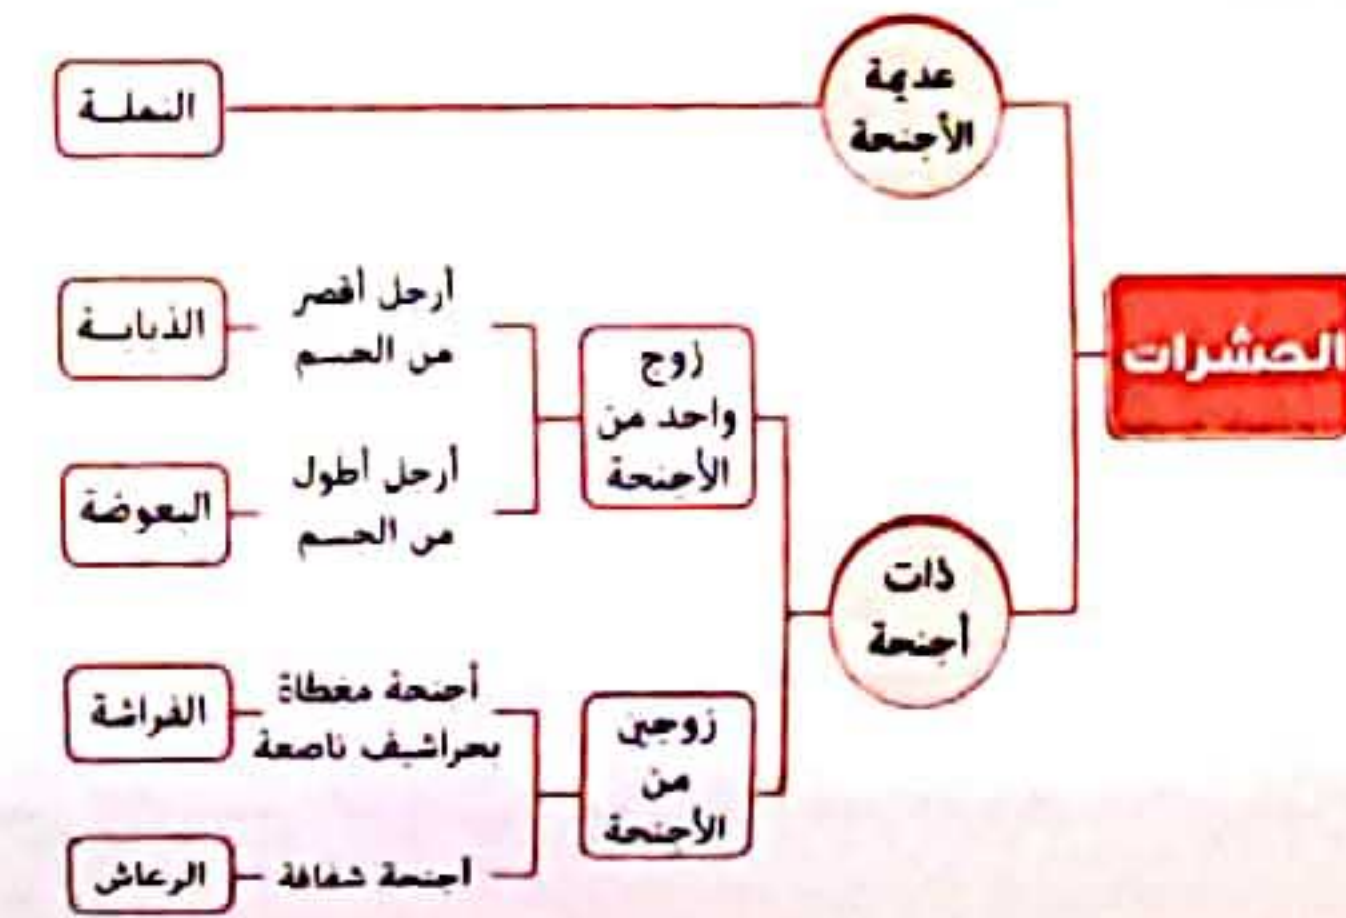 الحشرات
عديمة
الأجنحة
النملة
ذات
أجنحة
زوج
واحد من
الأجنحة
أرجل أقصر
من الجسم
الذبابة
أرجل أطول
من الجسم
البعوضة
زوجين
من
الأجنحة
أجنحة مغطاة
بحراشيف ناصعة
الفراشة
أجنحة شفافة
الرعاش